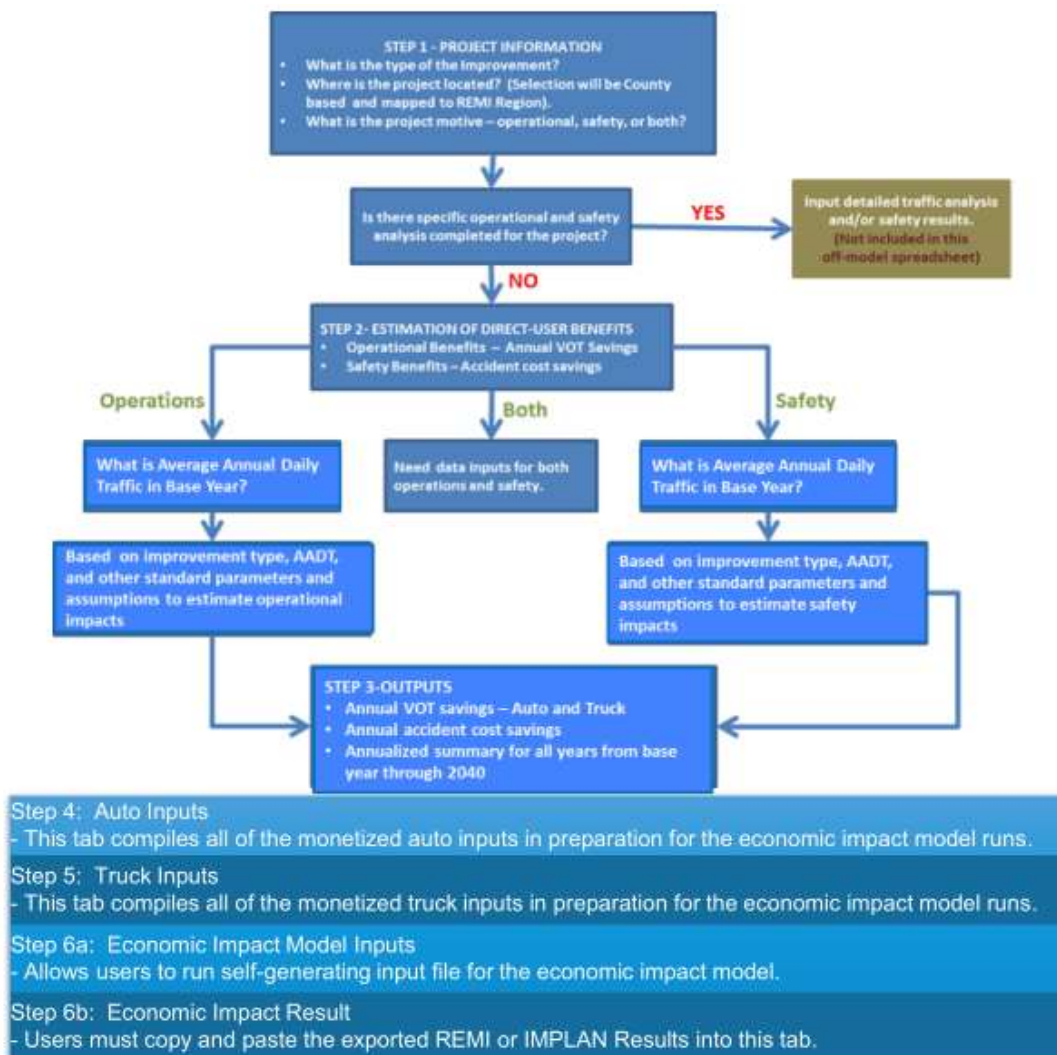 STEP 1 - PROJECT INFORMATION
• What is the type of the Improvement?
• Where is the project located? (Selection will be County
based and mapped to REMI Region).
• What is the project motive – operational, safety, or both?
Is there specific operational and safety
analysis completed for the project?
YES
Input detailed traffic analysis
and/or safety results.
(Not included in this
off-model spreadsheet)
NO
STEP 2- ESTIMATION OF DIRECT-USER BENEFITS
• Operational Benefits – Annual VOT Savings
• Safety Benefits – Accident cost savings
Operations
Both
Safety
What is Average Annual Daily
Traffic in Base Year?
Need data inputs for both
operations and safety.
What is Average Annual Daily
Traffic in Base Year?
Based on improvement type, AADT,
and other standard parameters and
assumptions to estimate operational
impacts
Based on improvement type, AADT,
and other standard parameters and
assumptions to estimate safety
impacts
STEP 3-OUTPUTS
• Annual VOT savings – Auto and Truck
• Annual accident cost savings
• Annualized summary for all years from base
year through 2040
Step 4: Auto Inputs
- This tab compiles all of the monetized auto inputs in preparation for the economic impact model runs.
Step 5: Truck Inputs
- This tab compiles all of the monetized truck inputs in preparation for the economic impact model runs.
Step 6a: Economic Impact Model Inputs
- Allows users to run self-generating input file for the economic impact model.
Step 6b: Economic Impact Result
- Users must copy and paste the exported REMI or IMPLAN Results into this tab.